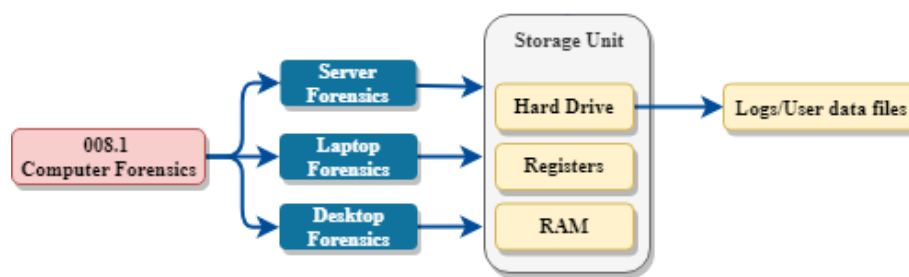 008.1
Computer Forensics
Server
Forensics
Laptop
Forensics
Desktop
Forensics
Storage Unit
Hard Drive
Registers
RAM
Logs/User data files